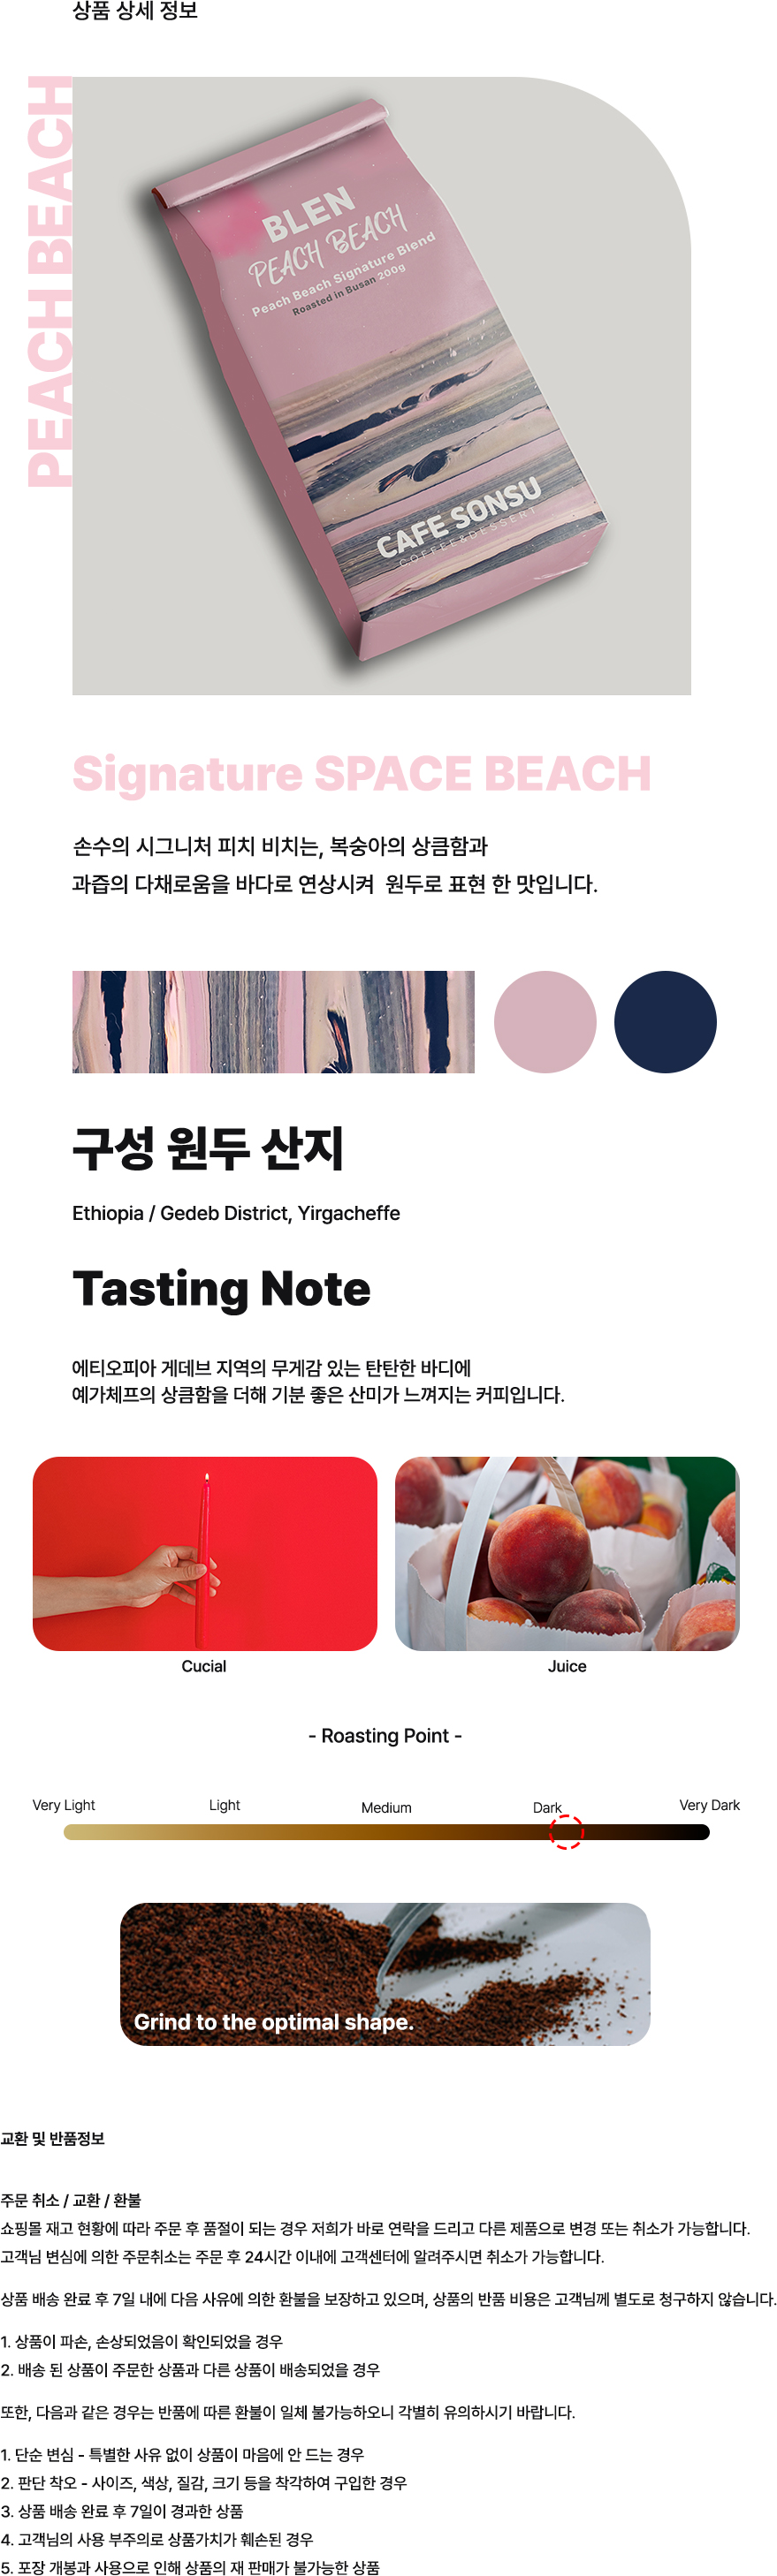 상품 상세 정보
PEACH BEACH
BLEN
PEACH BEACH
Peach Beach Signature Blend
Roasted in Busan 200g
CAFE SONSU
COFFEE&DESSERT
Signature SPACE BEACH
손수의 시그니처 피치 비치는, 복숭아의 상큼함과
과즙의 다채로움을 바다로 연상시켜 원두로 표현 한 맛입니다.
구성 원두 산지
Ethiopia / Gedeb District, Yirgacheffe
Tasting Note
에티오피아 게데브 지역의 무게감 있는 탄탄한 바디에
예가체프의 상큼함을 더해 기분 좋은 산미가 느껴지는 커피입니다.
Cucial
Juice
- Roasting Point -
Very Light Light Medium Dark Very Dark
Grind to the optimal shape.
교환 및 반품정보
주문 취소 / 교환 / 환불
쇼핑몰 재고 현황에 따라 주문 후 품절이 되는 경우 저희가 바로 연락을 드리고 다른 제품으로 변경 또는 취소가 가능합니다.
고객님 변심에 의한 주문취소는 주문 후 24시간 이내에 고객센터에 알려주시면 취소가 가능합니다.
상품 배송 완료 후 7일 내에 다음 사유에 의한 환불을 보장하고 있으며, 상품의 반품 비용은 고객님께 별도로 청구하지 않습니다.
1. 상품이 파손, 손상되었음이 확인되었을 경우
2. 배송 된 상품이 주문한 상품과 다른 상품이 배송되었을 경우
또한, 다음과 같은 경우는 반품에 따른 환불이 일체 불가능하오니 각별히 유의하시기 바랍니다.
1. 단순 변심 - 특별한 사유 없이 상품이 마음에 안 드는 경우
2. 판단 착오 - 사이즈, 색상, 질감, 크기 등을 착각하여 구입한 경우
3. 상품 배송 완료 후 7일이 경과한 상품
4. 고객님의 사용 부주의로 상품가치가 훼손된 경우
5. 포장 개봉과 사용으로 인해 상품의 재 판매가 불가능한 상품